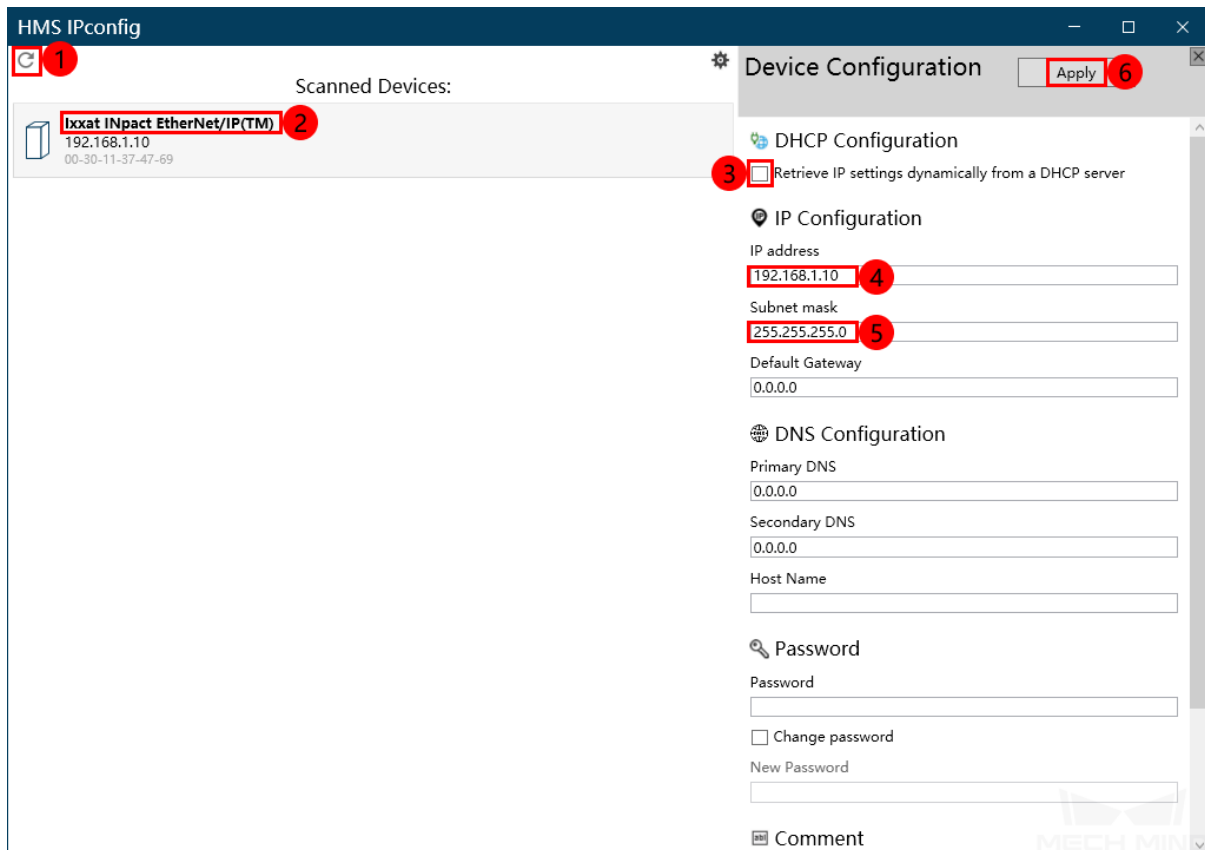 HMS IPconfig
1
Scanned Devices:
Ixxat INpact EtherNet/IP(TM)
2
192.168.1.10
00-30-11-37-47-69
Device Configuration
Apply
6
DHCP Configuration
3
Retrieve IP settings dynamically from a DHCP server
IP
IP Configuration
IP address
192.168.1.10
4
Subnet mask
255.255.255.0
5
Default Gateway
0.0.0.0
DNS Configuration
Primary DNS
0.0.0.0
Secondary DNS
0.0.0.0
Host Name
Password
Password
Change password
New Password
Comment
MECH MIND